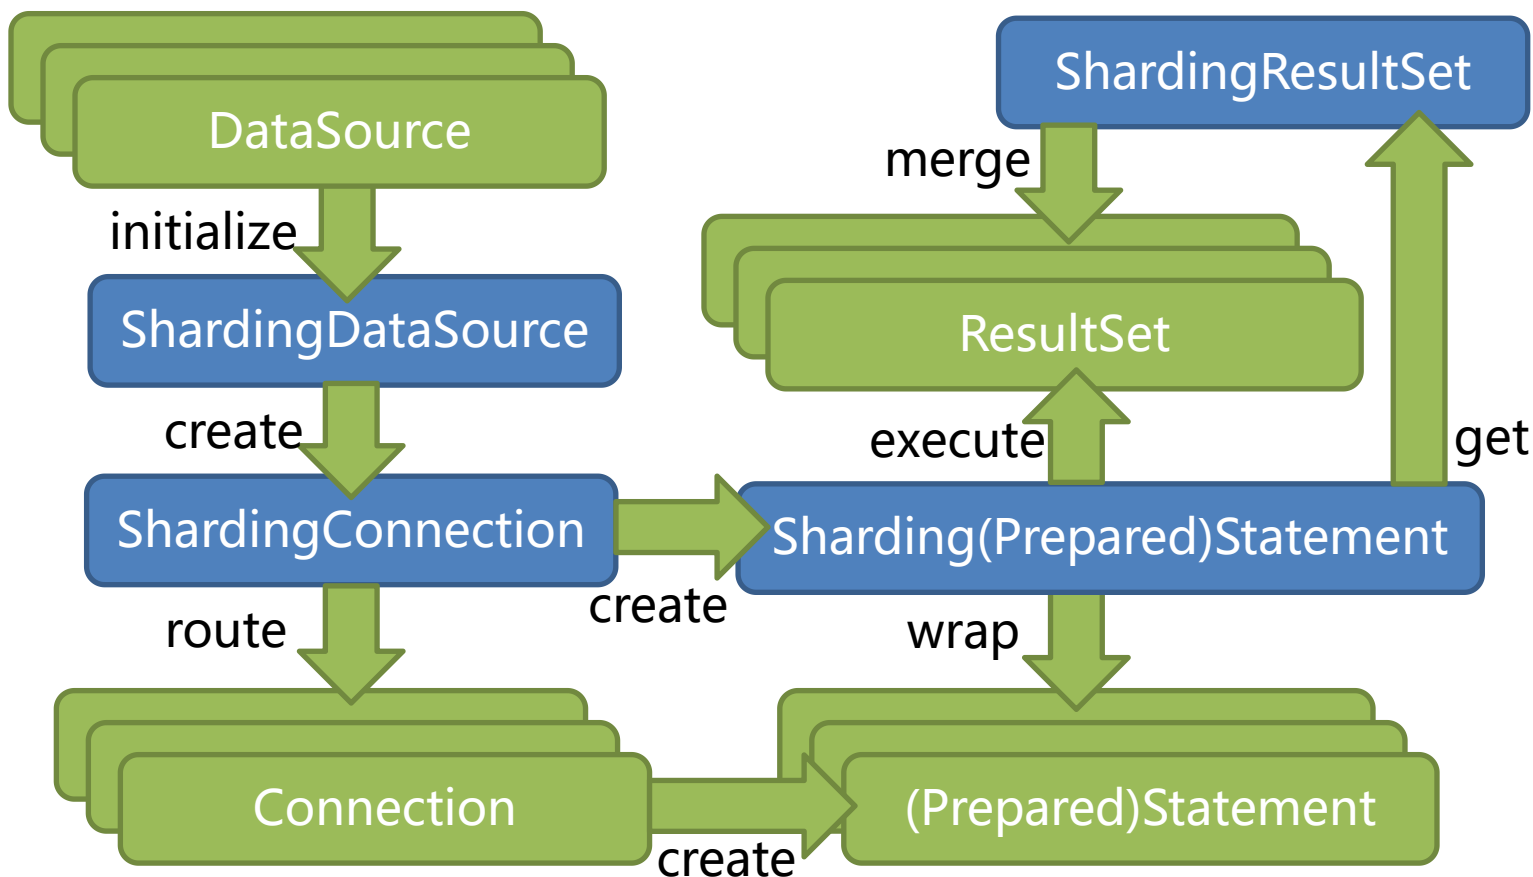 DataSource
initialize
ShardingDataSource
create
ShardingConnection
route
Connection
create
create
ShardingResultSet
merge
ResultSet
execute
get
Sharding(Prepared)Statement
wrap
(Prepared)Statement